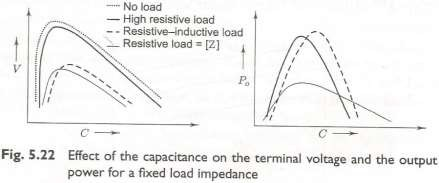 No load
High resistive load
Resistive–inductive load
Resistive load = [Z]
V
Pₒ
C
C
Fig. 5.22 Effect of the capacitance on the terminal voltage and the output
power for a fixed load impedance